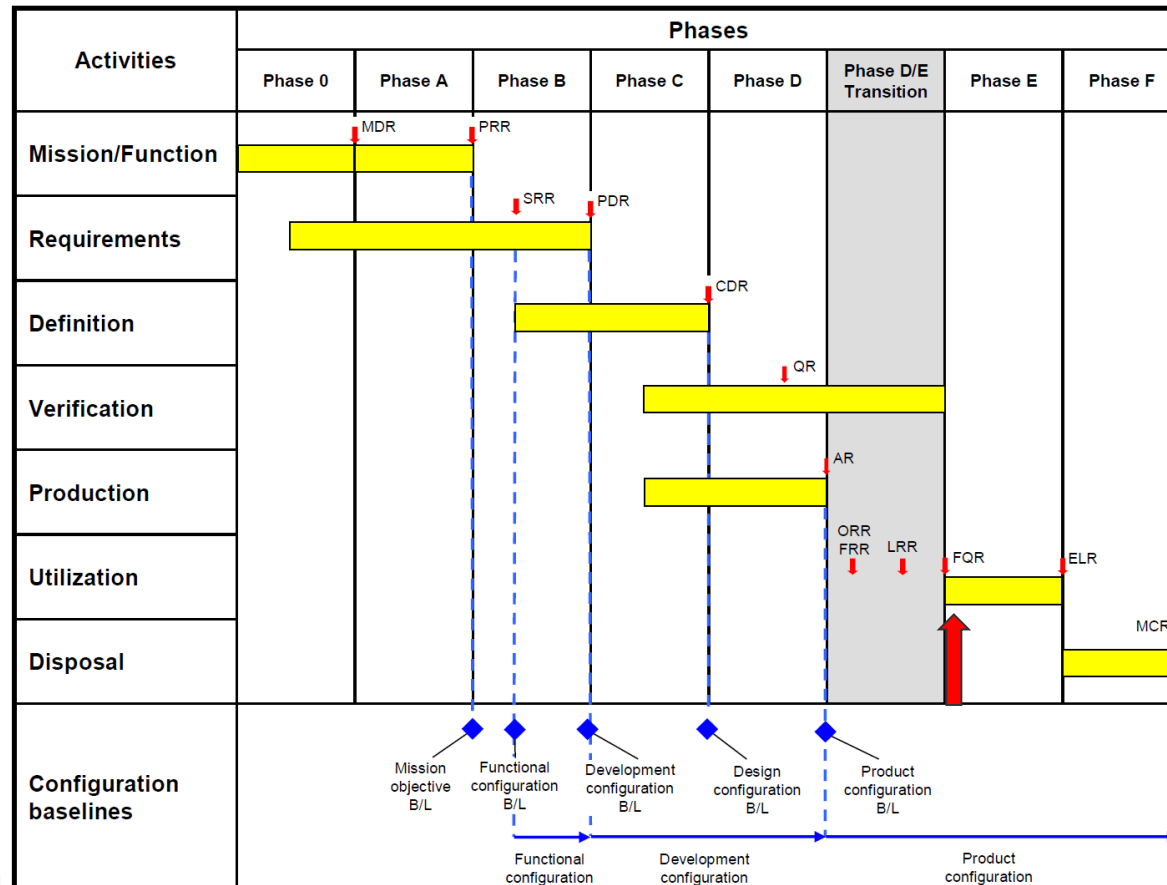 Activities
Phases
Phase 0
Phase A
Phase B
Phase C
Phase D
Phase D/E
Transition
Phase E
Phase F
Mission/Function
MDR
PRR
Requirements
SRR
PDR
Definition
CDR
Verification
QR
Production
AR
Utilization
ORR
FRR
LRR
FQR
ELR
Disposal
MCR
Configuration
baselines
Mission
objective
B/L
Functional
configuration
B/L
Development
configuration
B/L
Design
configuration
B/L
Product
configuration
B/L
Functional
configuration
Development
configuration
Product
configuration